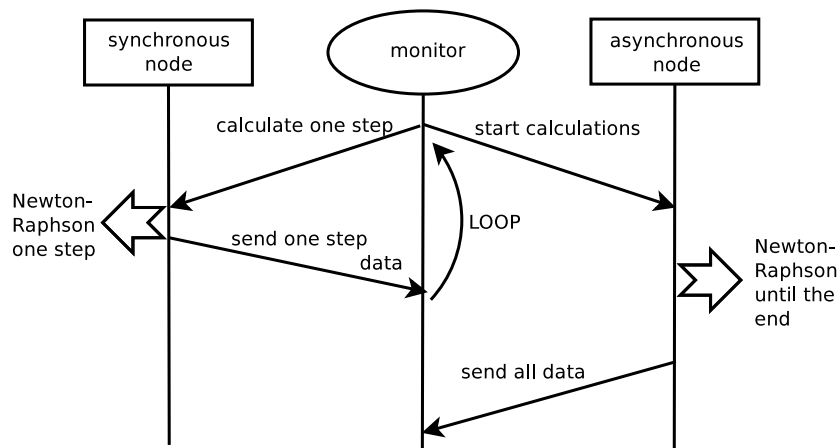 synchronous
node
monitor
asynchronous
node
calculate one step
start calculations
Newton-
Raphson
one step
send one step
data
LOOP
Newton-
Raphson
until the
end
send all data